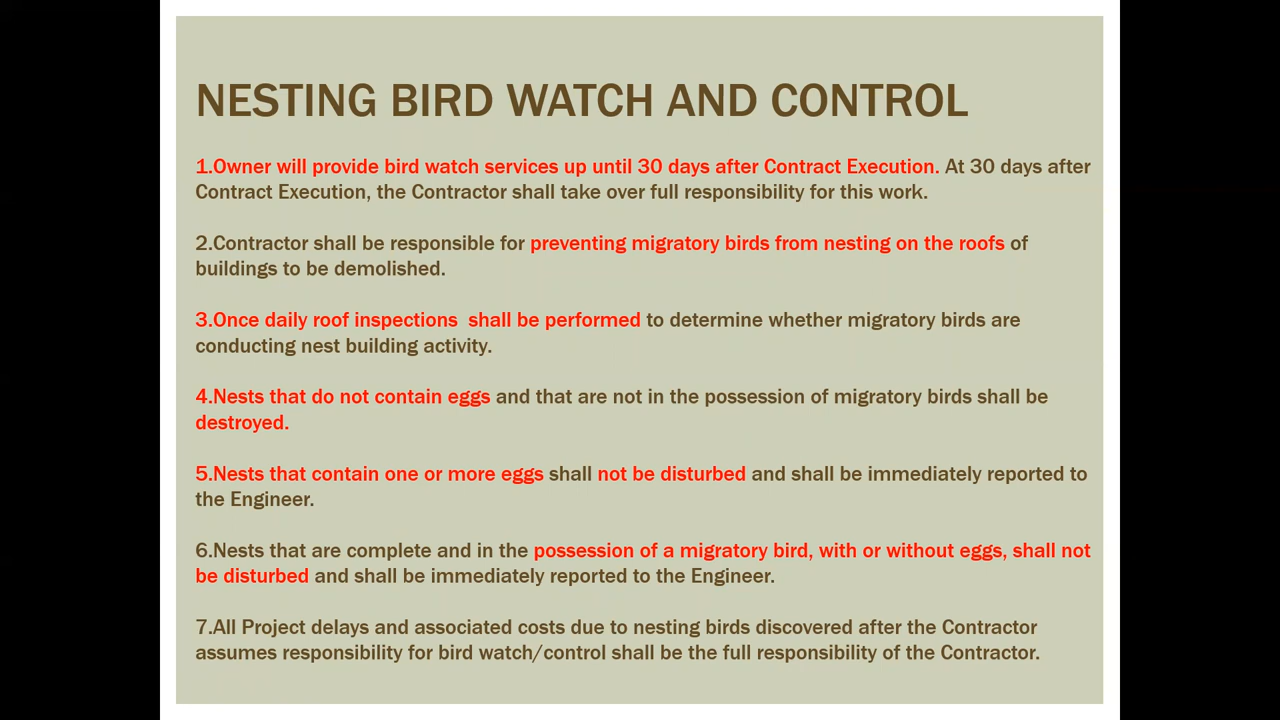 NESTING BIRD WATCH AND CONTROL
1.Owner will provide bird watch services up until 30 days after Contract Execution. At 30 days after
Contract Execution, the Contractor shall take over full responsibility for this work.
2.Contractor shall be responsible for preventing migratory birds from nesting on the roofs of
buildings to be demolished.
3.Once daily roof inspections  shall be performed to determine whether migratory birds are
conducting nest building activity.
4.Nests that do not contain eggs and that are not in the possession of migratory birds shall be
destroyed.
5.Nests that contain one or more eggs shall not be disturbed and shall be immediately reported to
the Engineer.
6.Nests that are complete and in the possession of a migratory bird, with or without eggs, shall not
be disturbed and shall be immediately reported to the Engineer.
7.All Project delays and associated costs due to nesting birds discovered after the Contractor
assumes responsibility for bird watch/control shall be the full responsibility of the Contractor.